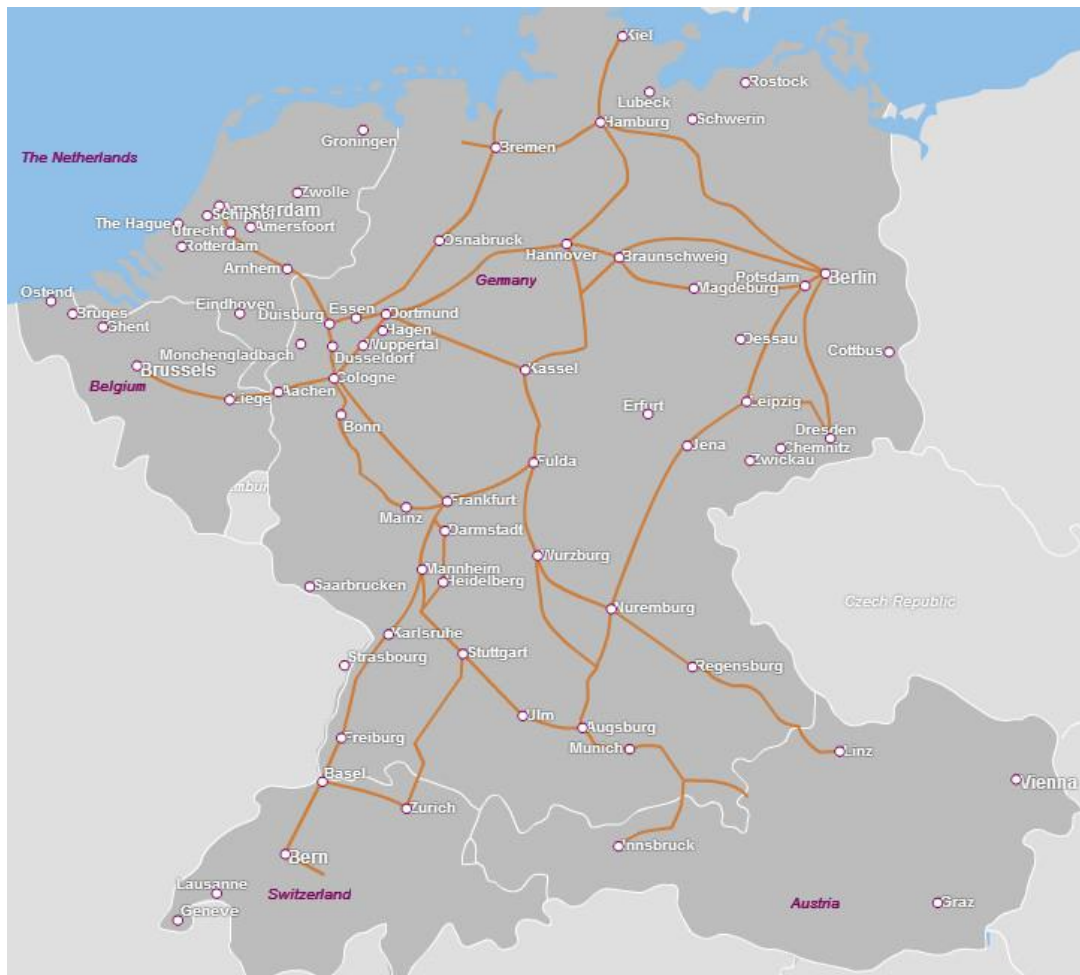 Kiel
Rostock
Lubeck
Hamburg
Schwerin
Groningen
Bremen
The Netherlands
Zwolle
Amsterdam
Schiphol
The Hague
Utrecht
Amersfoort
Rotterdam
Osnabruck
Hannover
Braunschweig
Arnhem
Germany
Potsdam
Berlin
Magdeburg
Ostend
Eindhoven
Essen
Bruges
Duisburg
Dortmund
Ghent
Hagen
Dessau
Wuppertal
Monchengladbach
Dusseldorf
Cottbus
Brussels
Kassel
Cologne
Belgium
Aachen
Liege
Erfurt
Leipzig
Bonn
Dresden
Jena
Chemnitz
Zwickau
Fulda
mbur
Frankfurt
Mainz
Darmstadt
Wurzburg
Mannheim
Heidelberg
Saarbrucken
Czech Republic
Nuremburg
Karlsruhe
Stuttgart
Strasbourg
Regensburg
Ulm
Augsburg
Freiburg
Munich
Linz
Basel
Vienna
Zurich
Innsbruck
Bern
Lausanne
Switzerland
Austria
Graz
Geneve